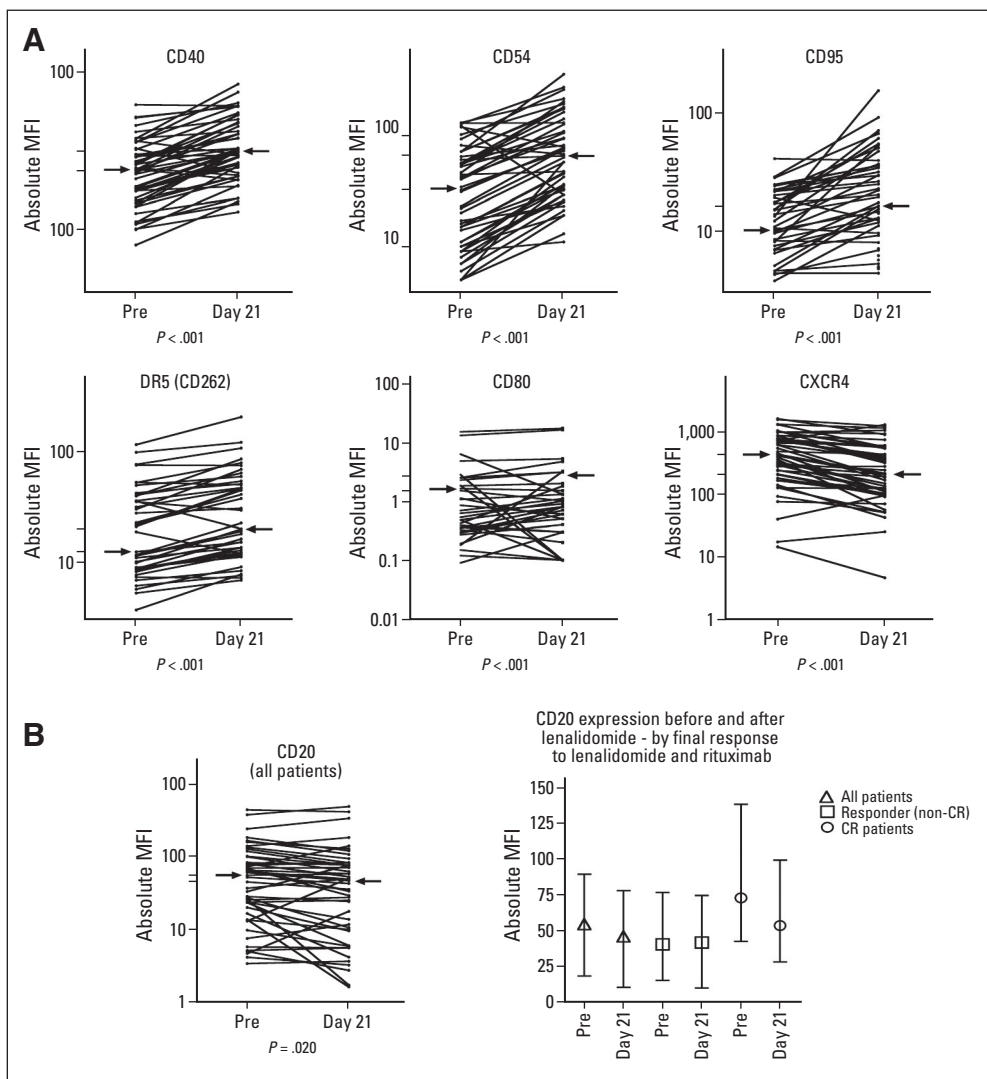 A
CD40
100
100
Absolute MFI
Pre
Day 21
P < .001
CD54
100
10
Absolute MFI
Pre
Day 21
P < .001
CD95
100
10
Absolute MFI
Pre
Day 21
P < .001
DR5 (CD262)
100
10
Absolute MFI
Pre
Day 21
P < .001
CD80
100
10
1
0.1
0.01
Absolute MFI
Pre
Day 21
P < .001
CXCR4
1,000
100
10
1
Absolute MFI
Pre
Day 21
P < .001
B
CD20
(all patients)
100
100
10
1
Absolute MFI
Pre
Day 21
P = .020
CD20 expression before and after
lenalidomide - by final response
to lenalidomide and rituximab
150
125
100
75
50
25
0
Absolute MFI
Pre
Day 21
Pre
Day 21
Pre
Day 21
All patients
Responder (non-CR)
CR patients